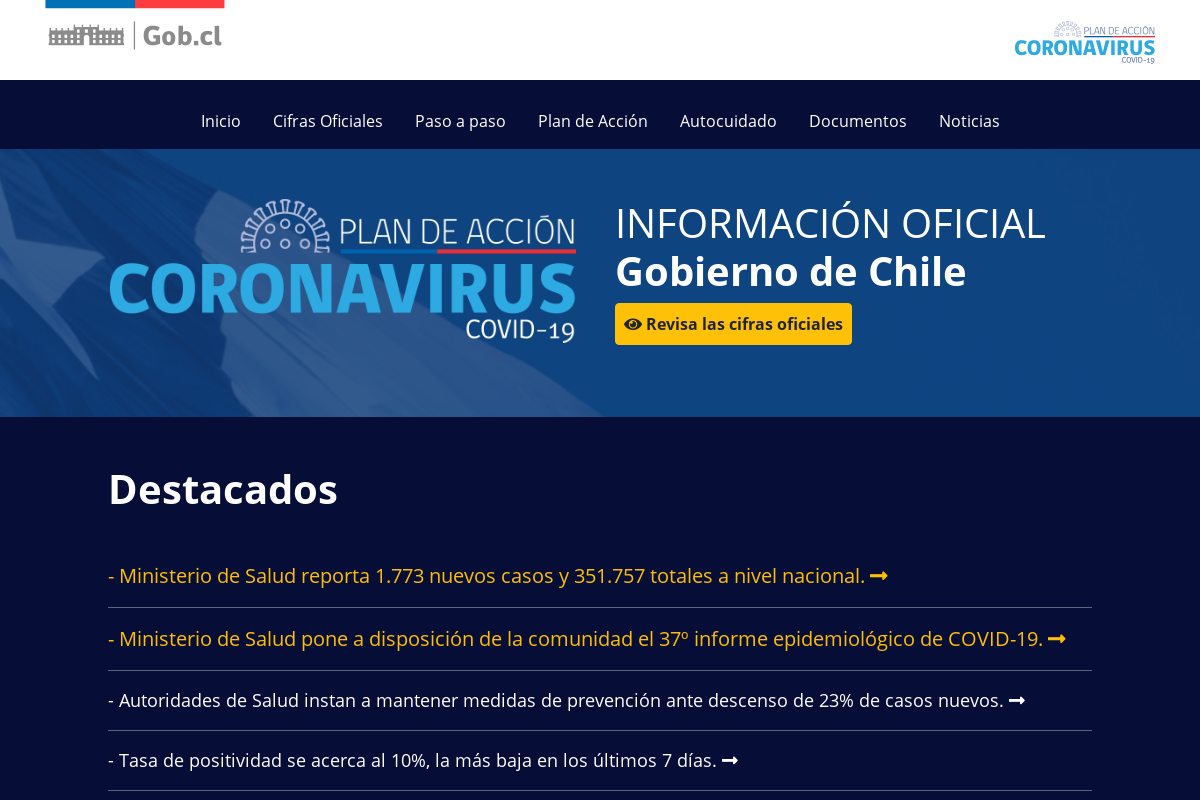 Gob.cl
PLAN DE ACCIÓN
CORONAVIRUS
COVID-19
Inicio Cifras Oficiales Paso a paso Plan de Acción Autocuidado Documentos Noticias
PLAN DE ACCIÓN
CORONAVIRUS
COVID-19
INFORMACIÓN OFICIAL
Gobierno de Chile
Revisa las cifras oficiales
Destacados
- Ministerio de Salud reporta 1.773 nuevos casos y 351.757 totales a nivel nacional.
- Ministerio de Salud pone a disposición de la comunidad el 37º informe epidemiológico de COVID-19.
- Autoridades de Salud instan a mantener medidas de prevención ante descenso de 23% de casos nuevos.
- Tasa de positividad se acerca al 10%, la más baja en los últimos 7 días.